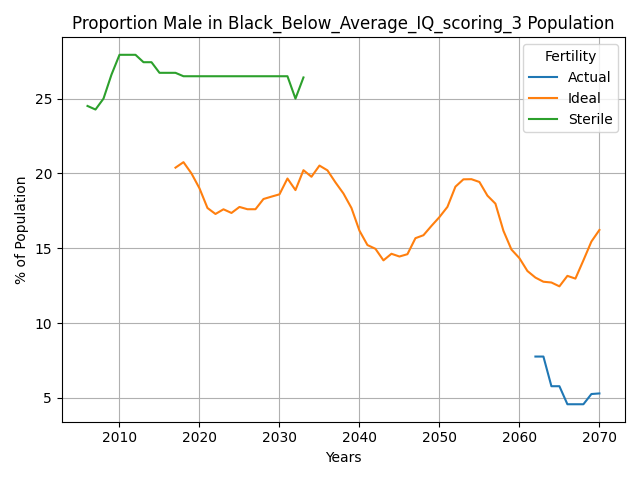 Proportion Male in Black_Below_Average_IQ_scoring_3 Population
Fertility
Actual
Ideal
Sterile
% of Population
25
20
15
10
5
2010 2020 2030 2040 2050 2060 2070
Years